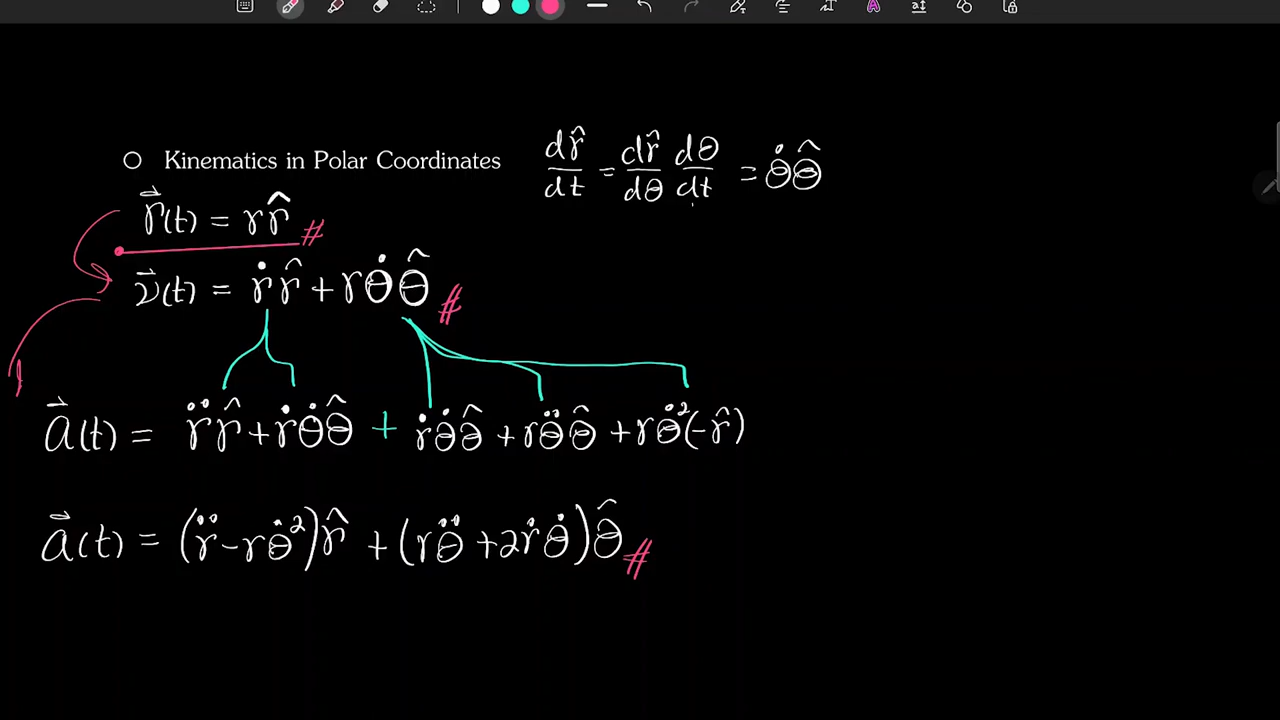 ○ Kinematics in Polar Coordinates
dr̂/dt = dr̂/dθ dθ/dt = θ̇θ̂
r⃗(t) = rr̂ #
v⃗(t) = ṙr̂ + rθ̇θ̂ #
a⃗(t) = r̈r̂ + ṙθ̇θ̂ + ṙθ̇θ̂ + rθ̈θ̂ + rθ̇²(-r̂)
a⃗(t) = (r̈ - rθ̇²)r̂ + (rθ̈ + 2ṙθ̇)θ̂ #